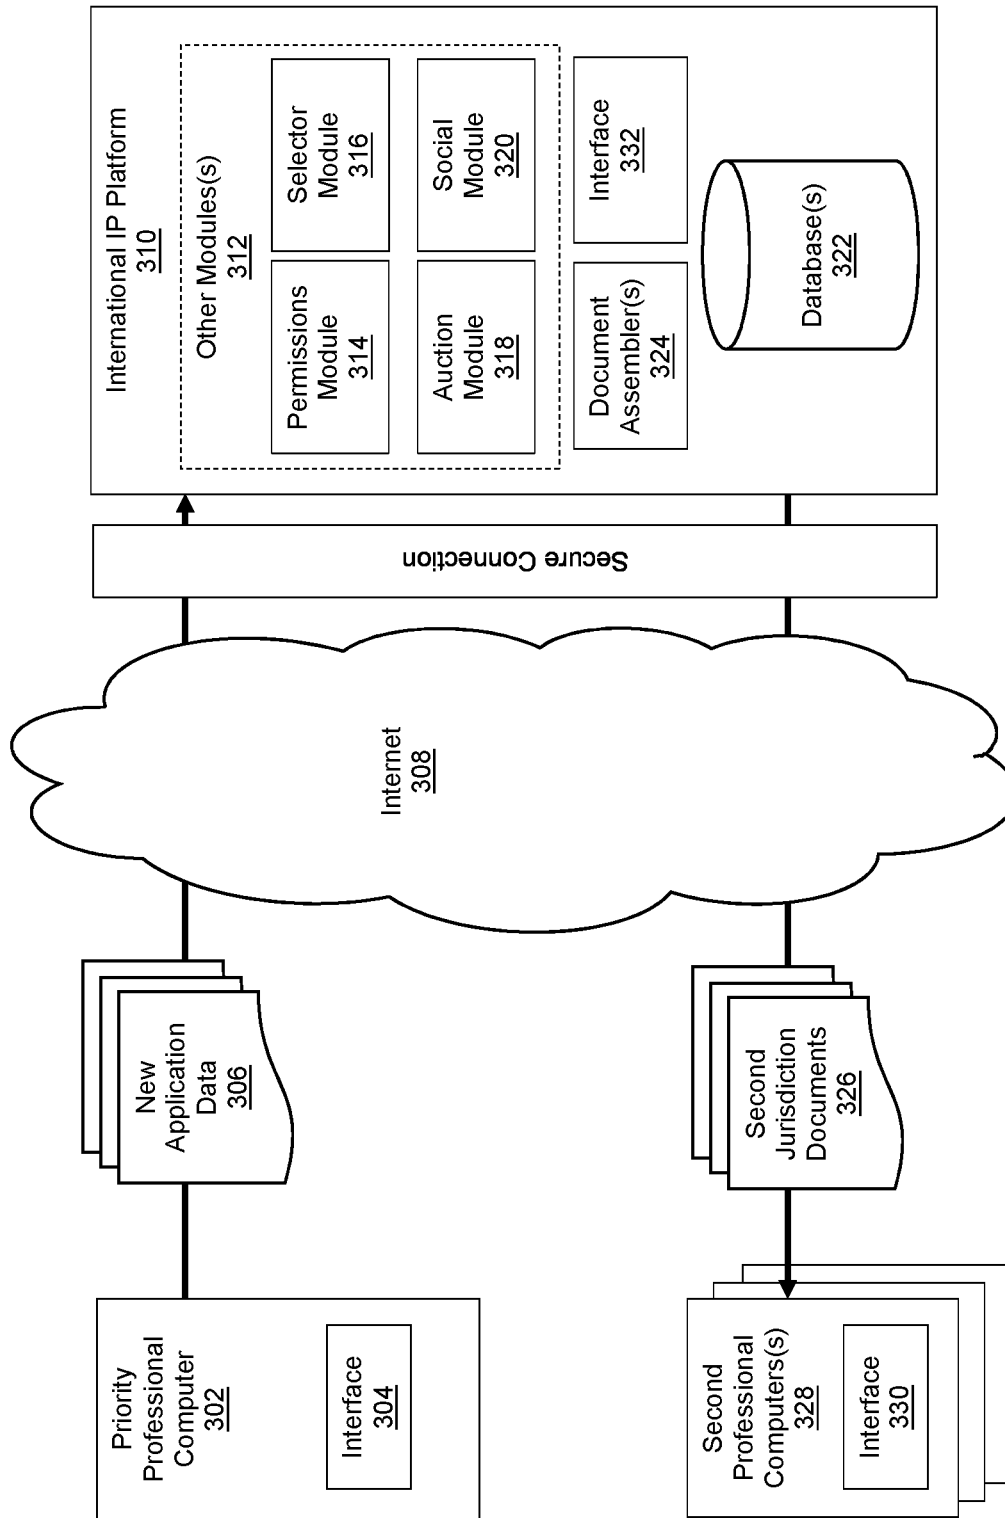 Priority
Professional
Computer
302
Interface
304
New
Application
Data
306
Internet
308
Secure Connection
International IP Platform
310
Other Modules(s)
312
Permissions
Module
314
Selector
Module
316
Auction
Module
318
Social
Module
320
Document
Assembler(s)
324
Interface
332
Database(s)
322
Second
Jurisdiction
Documents
326
Second
Professional
Computers(s)
328
Interface
330